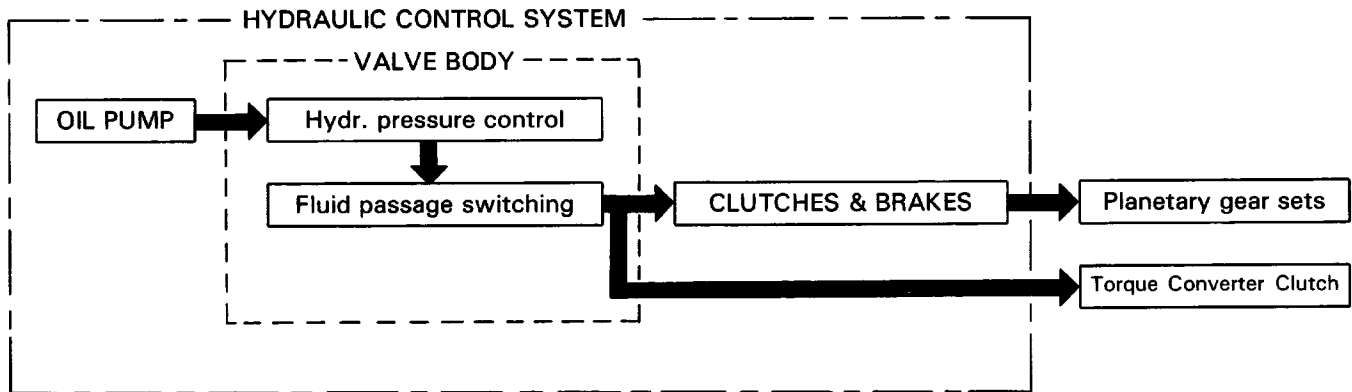 HYDRAULIC CONTROL SYSTEM
VALVE BODY
OIL PUMP
Hydr. pressure control
Fluid passage switching
CLUTCHES & BRAKES
Planetary gear sets
Torque Converter Clutch